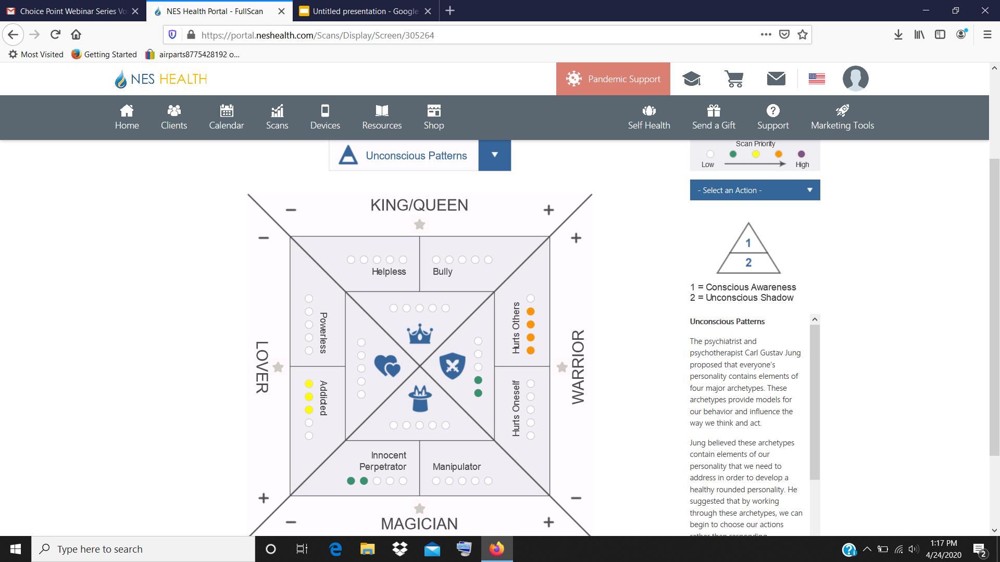 Choice Point Webinar Series Vo
NES Health Portal - FullScan
Untitled presentation - Google
https://portal.neshealth.com/Scans/Display/Screen/305264
Most Visited
Getting Started
airparts8775428192 o...
NES HEALTH
Pandemic Support
Home
Clients
Calendar
Scans
Devices
Resources
Shop
Self Health
Send a Gift
Support
Marketing Tools
Unconscious Patterns
Scan Priority
Low
High
- Select an Action -
KING/QUEEN
Helpless
Bully
LOVER
Powerless
Addicted
Hurts Others
Hurts Oneself
WARRIOR
Innocent
Perpetrator
Manipulator
MAGICIAN
1
2
1 = Conscious Awareness
2 = Unconscious Shadow
Unconscious Patterns
The psychiatrist and
psychotherapist Carl Gustav Jung
proposed that everyone's
personality contains elements of
four major archetypes. These
archetypes provide models for
our behavior and influence the
way we think and act.
Jung believed these archetypes
contain elements of our
personality that we need to
address in order to develop a
healthy rounded personality. He
suggested that by working
through these archetypes, we can
begin to choose our actions
rather than responding
Type here to search
1:17 PM
4/24/2020
2